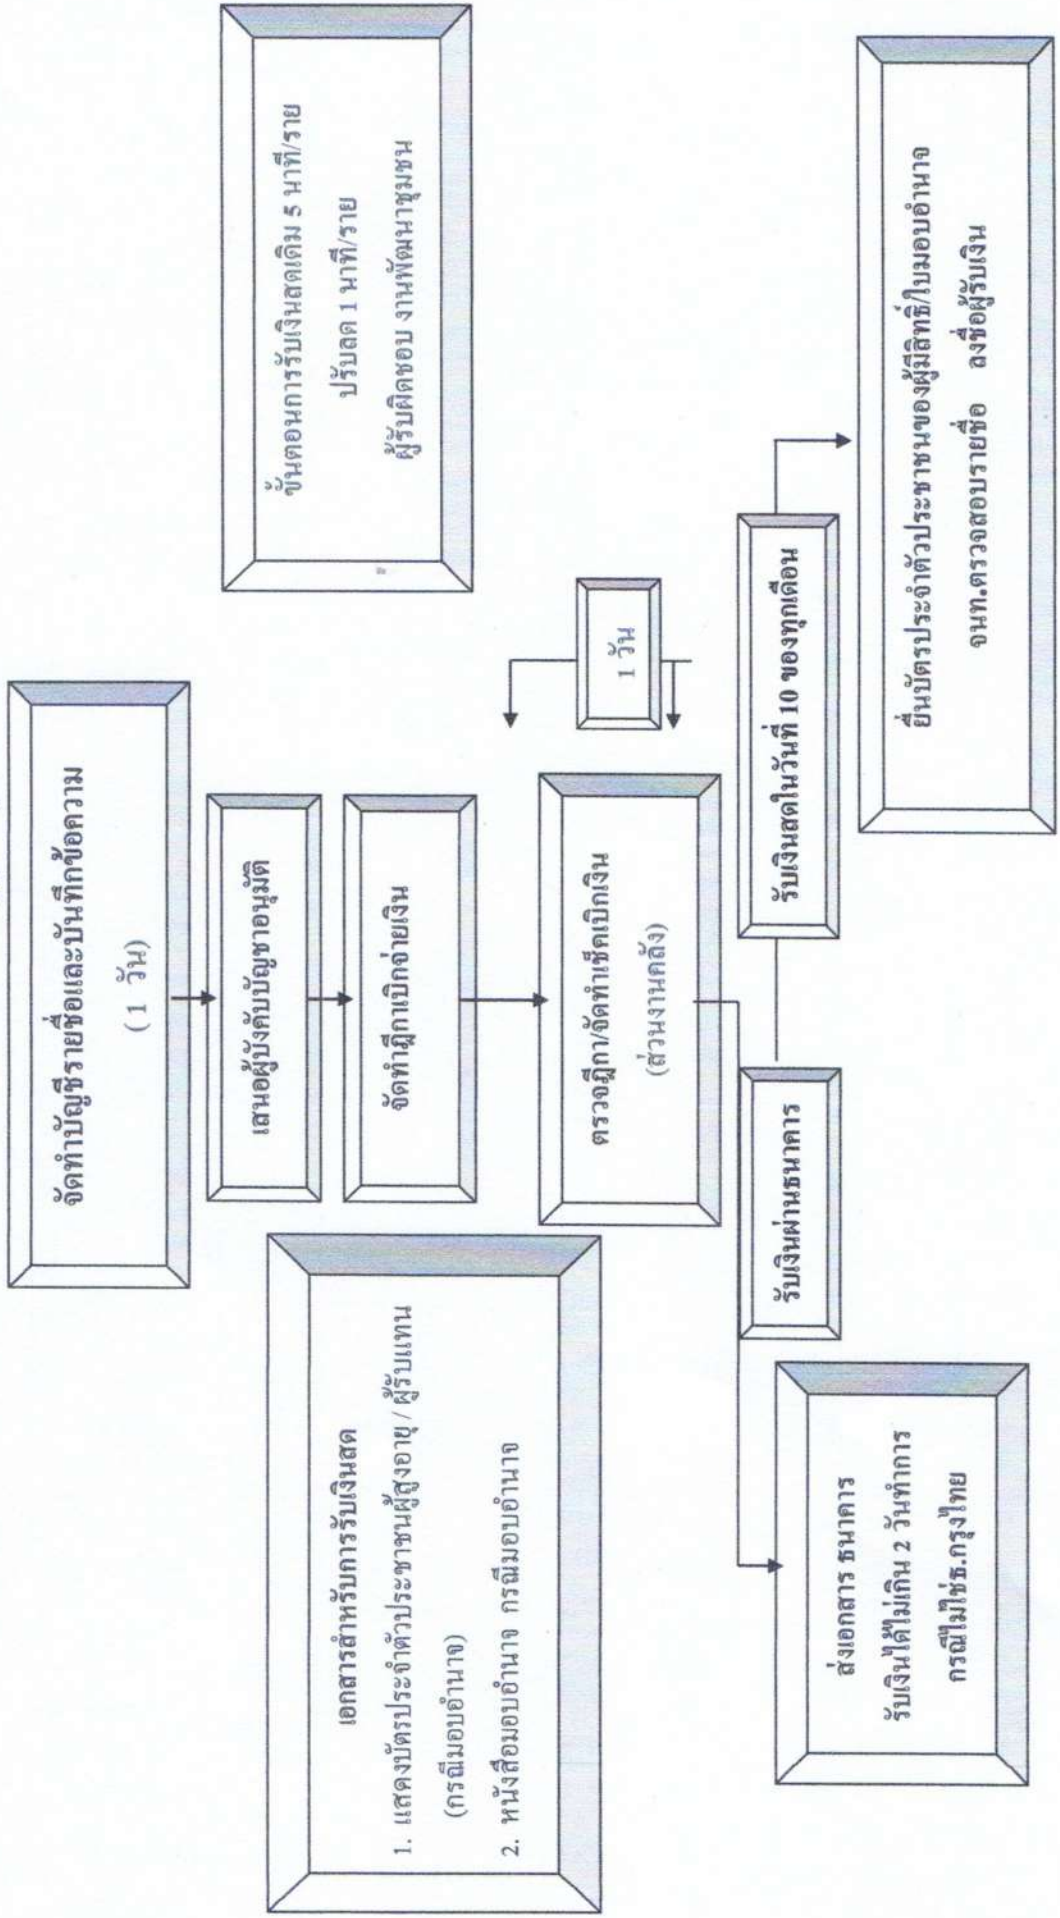 จัดทำบัญชีรายชื่อและบันทึกข้อความ
( 1 วัน)
เสนอผู้บังคับบัญชาอนุมัติ
จัดทำฎีกาเบิกจ่ายเงิน
ตรวจฎีกา/จัดทำเช็คเบิกเงิน
(ส่วนงานคลัง)
1 วัน
ขั้นตอนการรับเงินสดเดิม 5 นาที/ราย
ปรับลด 1 นาที/ราย
ผู้รับผิดชอบ งานพัฒนาชุมชน
เอกสารสำหรับการรับเงินสด
1. แสดงบัตรประจำตัวประชาชนผู้สูงอายุ / ผู้รับแทน
(กรณีมอบอำนาจ)
2. หนังสือมอบอำนาจ กรณีมอบอำนาจ
รับเงินผ่านธนาคาร
รับเงินสดในวันที่ 10 ของทุกเดือน
ส่งเอกสาร ธนาคาร
รับเงินได้ไม่เกิน 2 วันทำการ
กรณีไม่ใช่ธ.กรุงไทย
ยื่นบัตรประจำตัวประชาชนของผู้มีสิทธิ์/ใบมอบอำนาจ
จนท.ตรวจสอบรายชื่อ ลงชื่อผู้รับเงิน